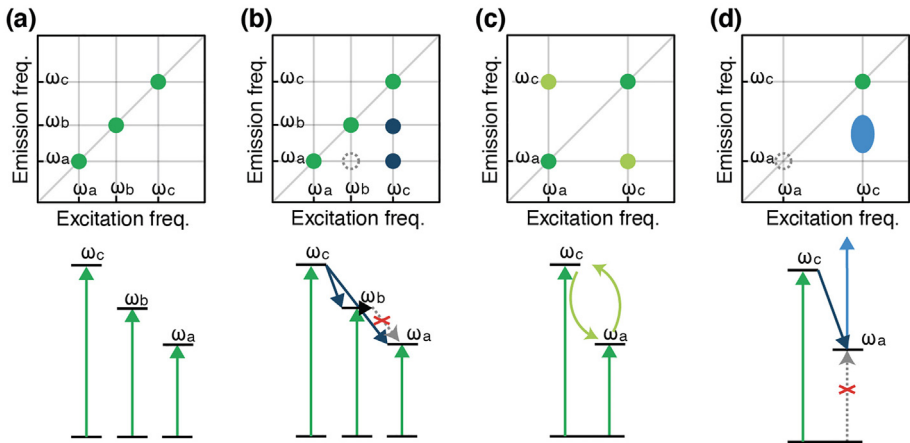 (a)
(b)
(c)
(d)
Emission freq.
ωc
ωb
ωa
ωa ωb ωc
Excitation freq.
Emission freq.
ωc
ωb
ωa
ωa ωb ωc
Excitation freq.
Emission freq.
ωc
ωa
ωa ωc
Excitation freq.
Emission freq.
ωc
ωa
ωa ωc
Excitation freq.
ωc
ωb
ωa
ωc
ωb
ωa
ωc
ωa
ωc
ωa